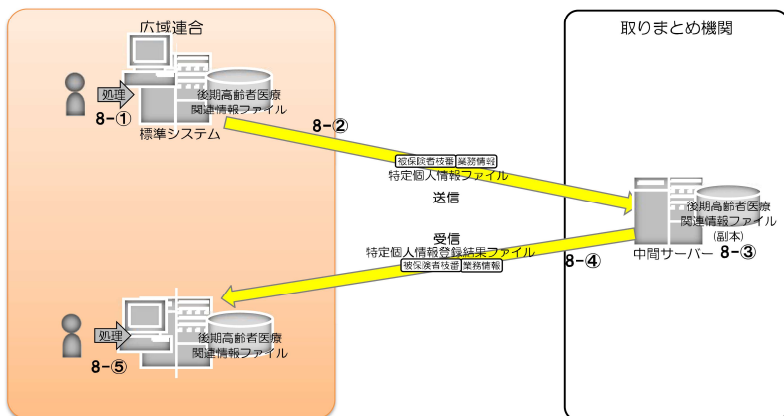 広域連合
取りまとめ機関
処理
8-①
標準システム
後期高齢者医療
関連情報ファイル
8-②
被保険者枝番 業務情報
特定個人情報ファイル
送信
後期高齢者医療
関連情報ファイル
(副本)
中間サーバー
8-③
受信
特定個人情報登録結果ファイル
被保険者枝番 業務情報
8-④
処理
8-⑤
後期高齢者医療
関連情報ファイル